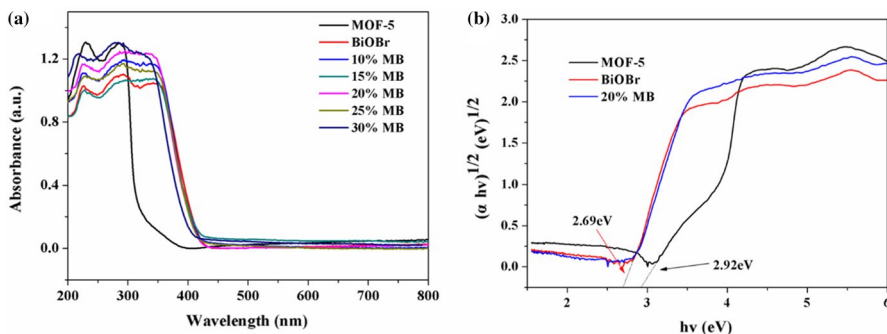 (a)
Absorbance (a.u.)
1.2
0.8
0.4
0.0
MOF-5
BiOBr
10% MB
15% MB
20% MB
25% MB
30% MB
200 300 400 500 600 700 800
Wavelength (nm)
(b)
(α hv)^1/2 (eV)^1/2
3.0
2.5
2.0
1.5
1.0
0.5
0.0
MOF-5
BiOBr
20% MB
2.69eV
2.92eV
2 3 4 5 6
hv (eV)